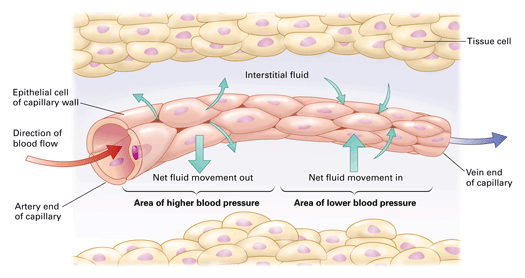 Tissue cell
Interstitial fluid
Epithelial cell
of capillary wall
Direction of
blood flow
Net fluid movement out
Net fluid movement in
Vein end
of capillary
Artery end
of capillary
Area of higher blood pressure
Area of lower blood pressure